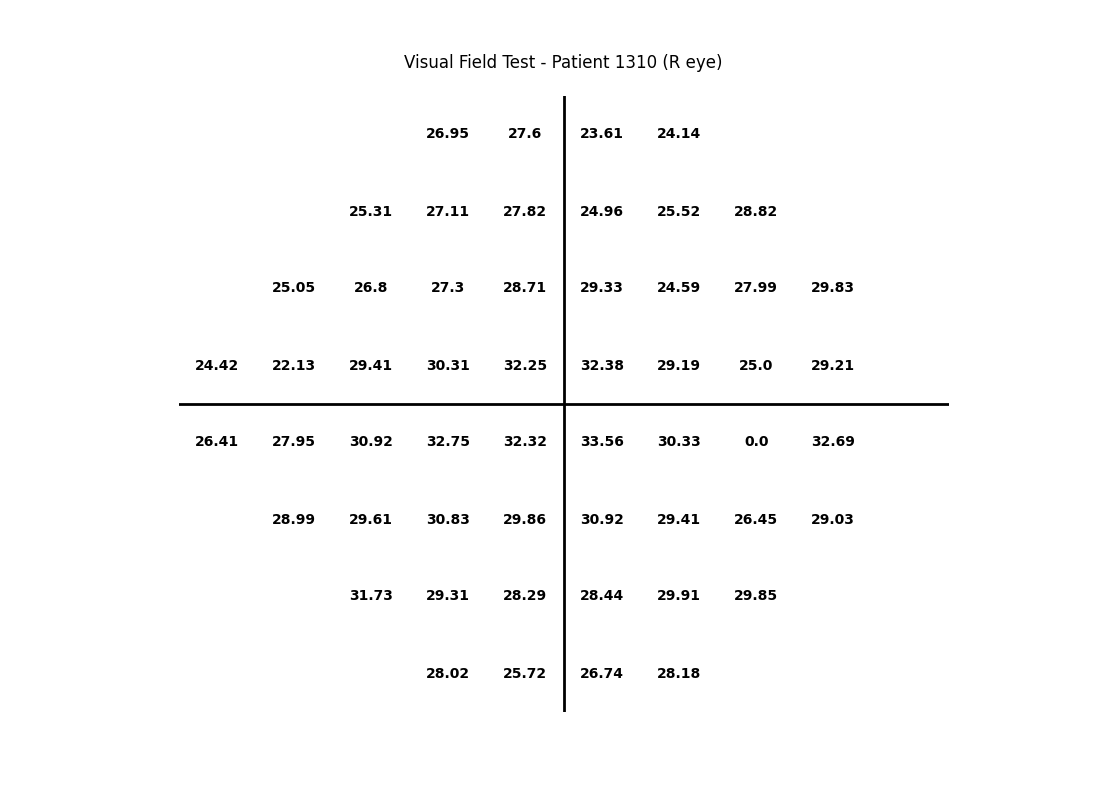 Visual Field Test - Patient 1310 (R eye)
26.95 27.6 23.61 24.14
25.31 27.11 27.82 24.96 25.52 28.82
25.05 26.8 27.3 28.71 29.33 24.59 27.99 29.83
24.42 22.13 29.41 30.31 32.25 32.38 29.19 25.0 29.21
26.41 27.95 30.92 32.75 32.32 33.56 30.33 0.0 32.69
28.99 29.61 30.83 29.86 30.92 29.41 26.45 29.03
31.73 29.31 28.29 28.44 29.91 29.85
28.02 25.72 26.74 28.18